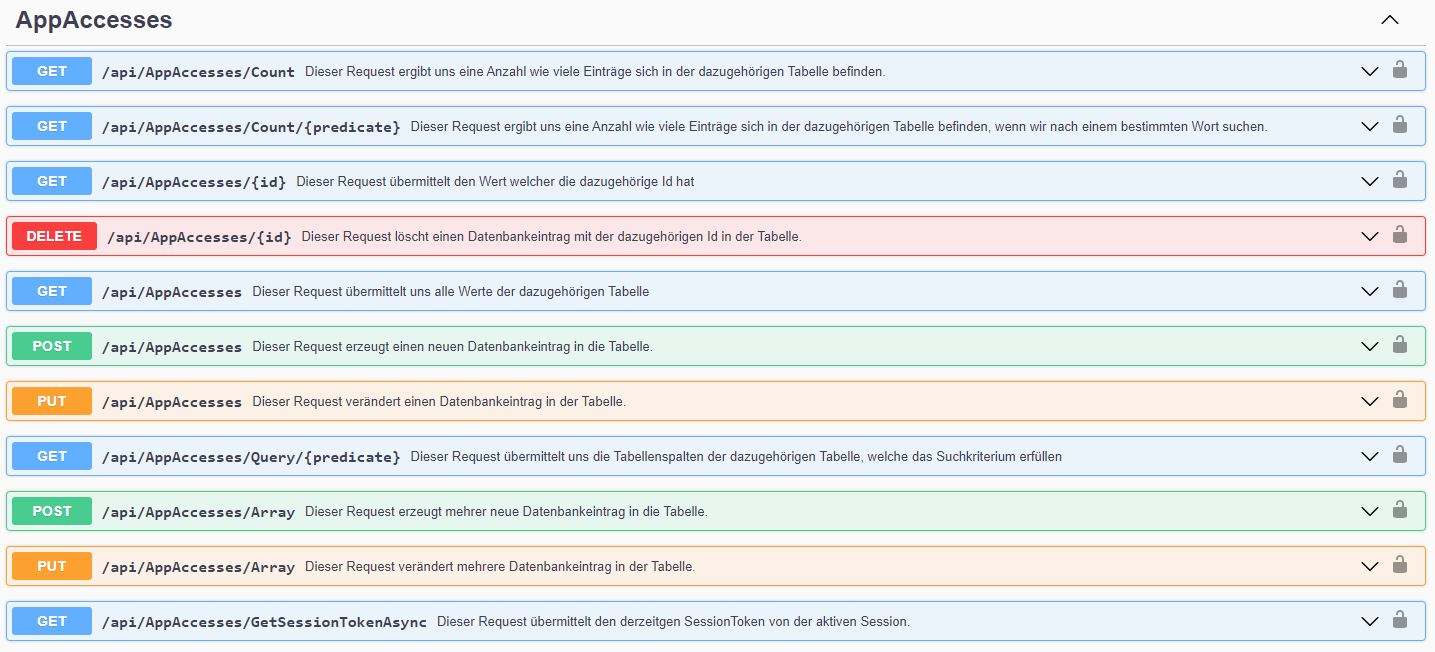 AppAccesses
GET /api/AppAccesses/Count Dieser Request ergibt uns eine Anzahl wie viele Einträge sich in der dazugehörigen Tabelle befinden.
GET /api/AppAccesses/Count/{predicate} Dieser Request ergibt uns eine Anzahl wie viele Einträge sich in der dazugehörigen Tabelle befinden, wenn wir nach einem bestimmten Wort suchen.
GET /api/AppAccesses/{id} Dieser Request übermittelt den Wert welcher die dazugehörige Id hat
DELETE /api/AppAccesses/{id} Dieser Request löscht einen Datenbankeintrag mit der dazugehörigen Id in der Tabelle.
GET /api/AppAccesses Dieser Request übermittelt uns alle Werte der dazugehörigen Tabelle
POST /api/AppAccesses Dieser Request erzeugt einen neuen Datenbankeintrag in die Tabelle.
PUT /api/AppAccesses Dieser Request verändert einen Datenbankeintrag in der Tabelle.
GET /api/AppAccesses/Query/{predicate} Dieser Request übermittelt uns die Tabellenspalten der dazugehörigen Tabelle, welche das Suchkriterium erfüllen
POST /api/AppAccesses/Array Dieser Request erzeugt mehrer neue Datenbankeintrag in die Tabelle.
PUT /api/AppAccesses/Array Dieser Request verändert mehrere Datenbankeintrag in der Tabelle.
GET /api/AppAccesses/GetSessionTokenAsync Dieser Request übermittelt den derzeitgen SessionToken von der aktiven Session.